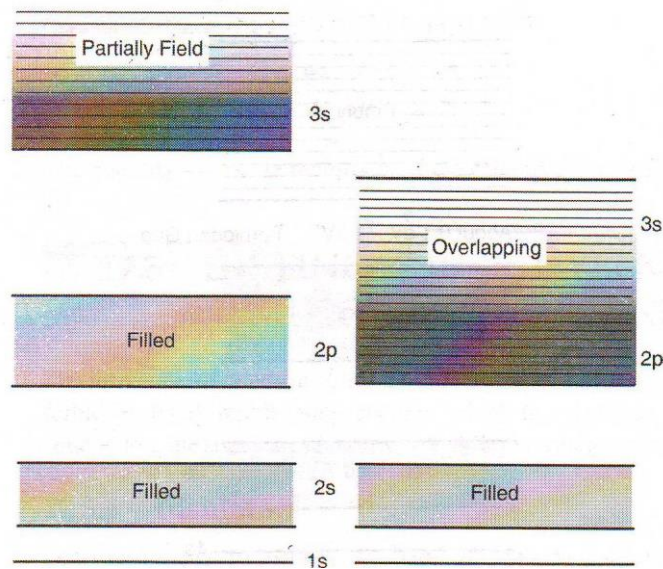 Partially Field
3s
3s
Overlapping
Filled
2p
2p
Filled
2s
Filled
1s